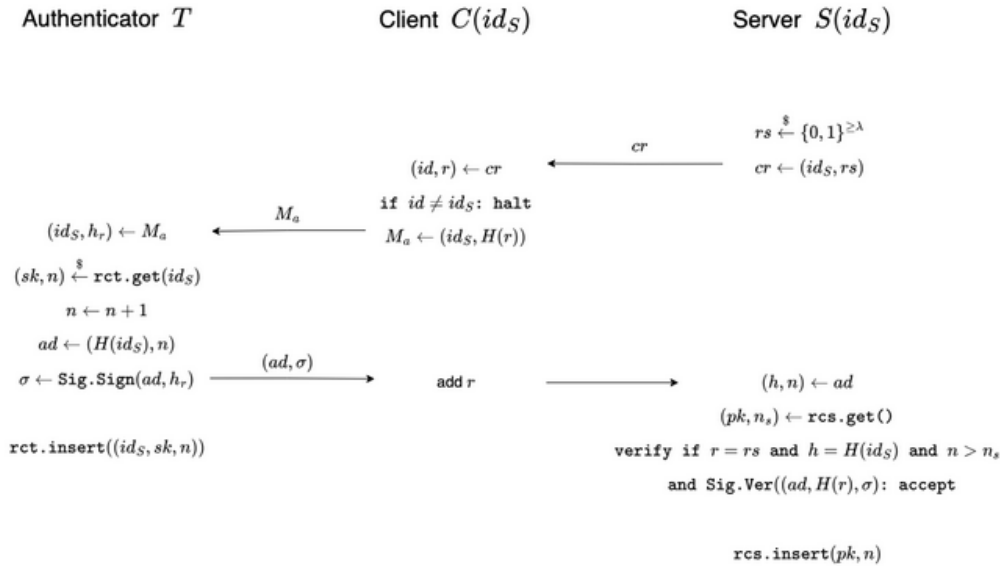 Authenticator T
Client C(id_S)
Server S(id_S)
rs ←$ {0,1}^{≥λ}
cr
cr ← (id_S, rs)
(id, r) ← cr
if id ≠ id_S: halt
M_a
M_a ← (id_S, H(r))
(id_S, h_r) ← M_a
(sk, n) ←$ rct.get(id_S)
n ← n + 1
ad ← (H(id_S), n)
σ ← Sig.Sign(ad, h_r)
(ad, σ)
add r
(h, n) ← ad
(pk, n_s) ← rcs.get()
rct.insert((id_S, sk, n))
verify if r = rs and h = H(id_S) and n > n_s
and Sig.Ver((ad, H(r), σ): accept
rcs.insert(pk, n)